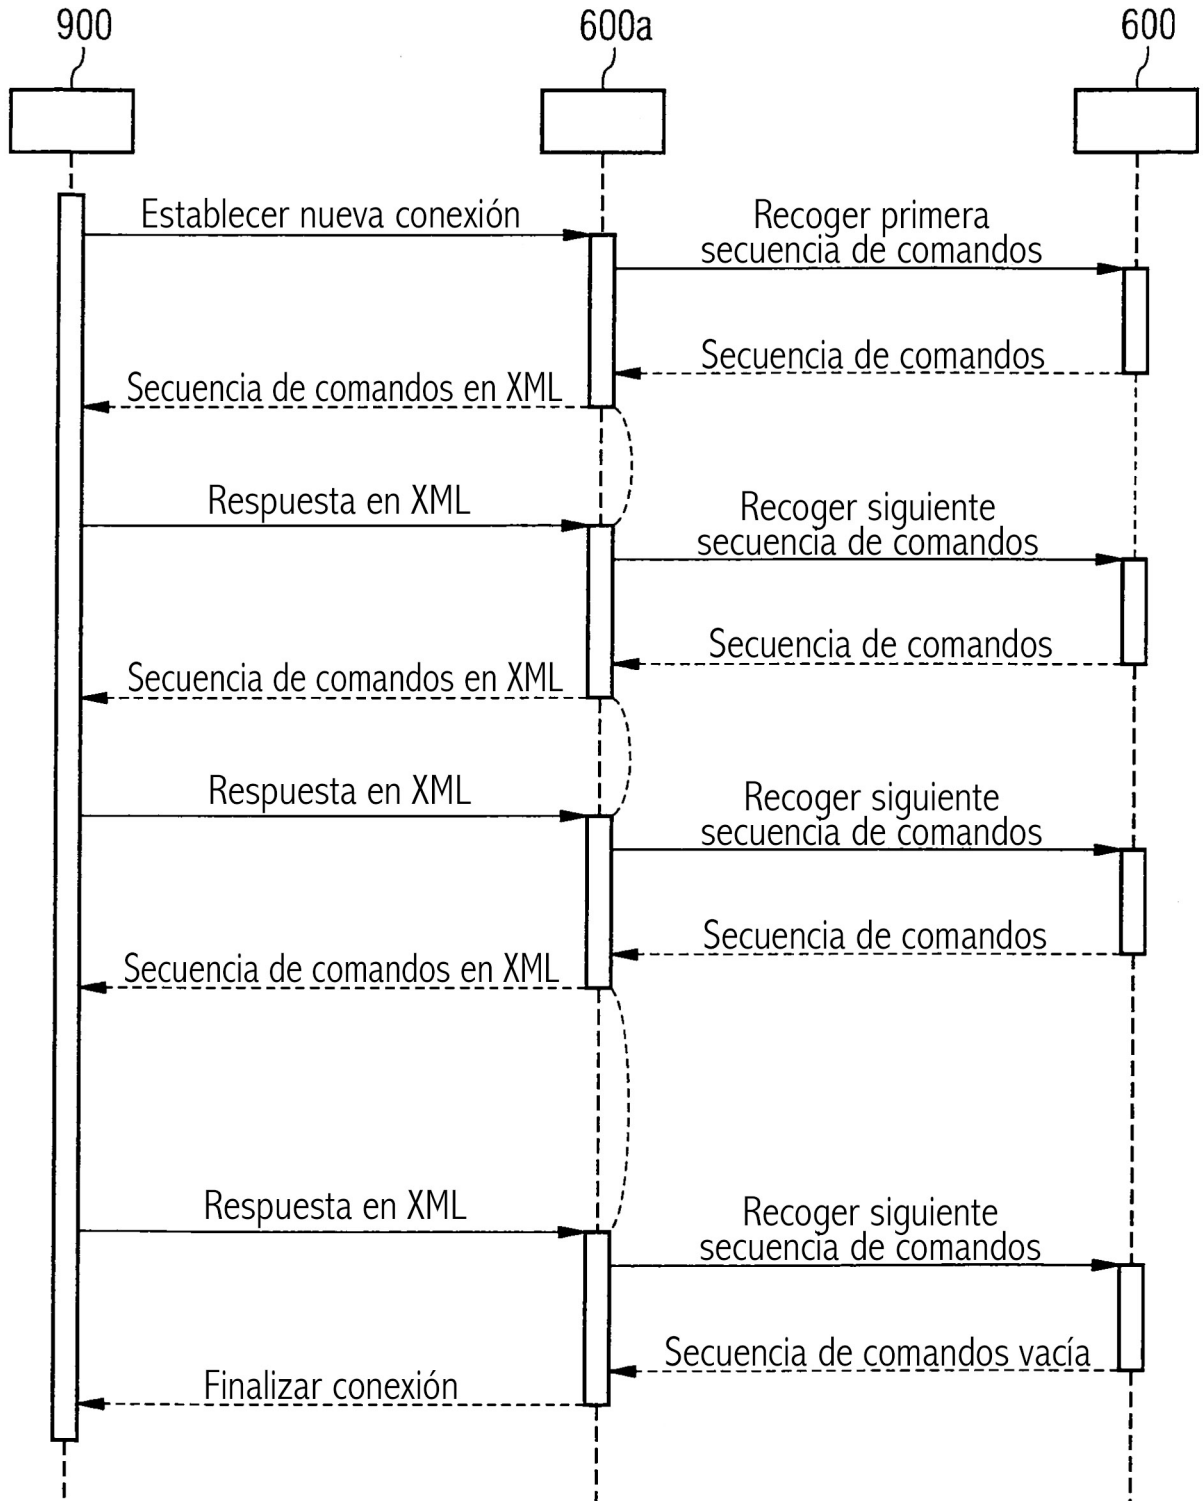 900
600a
600
Establecer nueva conexión
Recoger primera
secuencia de comandos
Secuencia de comandos
Secuencia de comandos en XML
Respuesta en XML
Recoger siguiente
secuencia de comandos
Secuencia de comandos
Secuencia de comandos en XML
Respuesta en XML
Recoger siguiente
secuencia de comandos
Secuencia de comandos
Secuencia de comandos en XML
Respuesta en XML
Recoger siguiente
secuencia de comandos
Secuencia de comandos vacía
Finalizar conexión